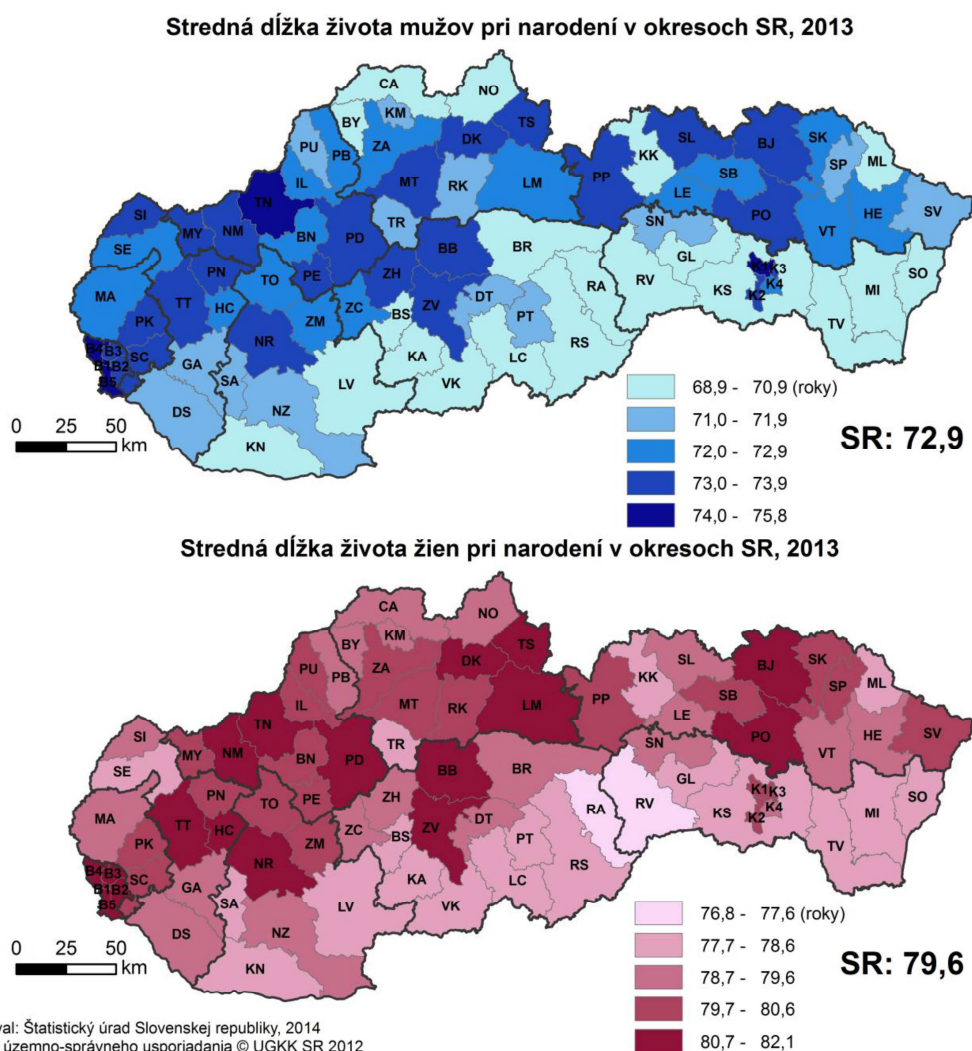 Stredná dĺžka života mužov pri narodení v okresoch SR, 2013
CA
NO
BY
KM
TS
PU
PB
ZA
DK
KK
SL
BJ
SK
SP
ML
IL
MT
RK
LM
PP
LE
SB
TN
TR
SN
PO
VT
HE
SV
SI
MY
NM
BN
PD
BB
BR
GL
SE
PN
PE
ZH
RV
K1
K3
SO
MA
TT
HC
TO
ZM
ZC
BS
ZV
DT
RA
KS
K4
K2
MI
PK
NR
PT
TV
B4
B3
SC
GA
SA
KA
LC
RS
B1
B2
LV
VK
B5
DS
NZ
KN
0 25 50
km
68,9 - 70,9 (roky)
71,0 - 71,9
72,0 - 72,9
73,0 - 73,9
74,0 - 75,8
SR: 72,9
Stredná dĺžka života žien pri narodení v okresoch SR, 2013
CA
NO
BY
KM
TS
PU
PB
ZA
DK
KK
SL
BJ
SK
SP
ML
IL
MT
RK
LM
PP
LE
SB
TN
TR
SN
PO
VT
HE
SV
SI
MY
NM
BN
PD
BB
BR
GL
SE
PN
PE
ZH
RV
K1
K3
SO
MA
TT
HC
TO
ZM
ZC
BS
ZV
DT
RA
KS
K4
K2
MI
PK
NR
PT
TV
B4
B3
SC
GA
SA
KA
LC
RS
B1
B2
LV
VK
B5
DS
NZ
KN
0 25 50
km
76,8 - 77,6 (roky)
77,7 - 78,6
78,7 - 79,6
79,7 - 80,6
80,7 - 82,1
SR: 79,6
val: Štatistický úrad Slovenskej republiky, 2014
územno-správneho usporiadania © UGKK SR 2012